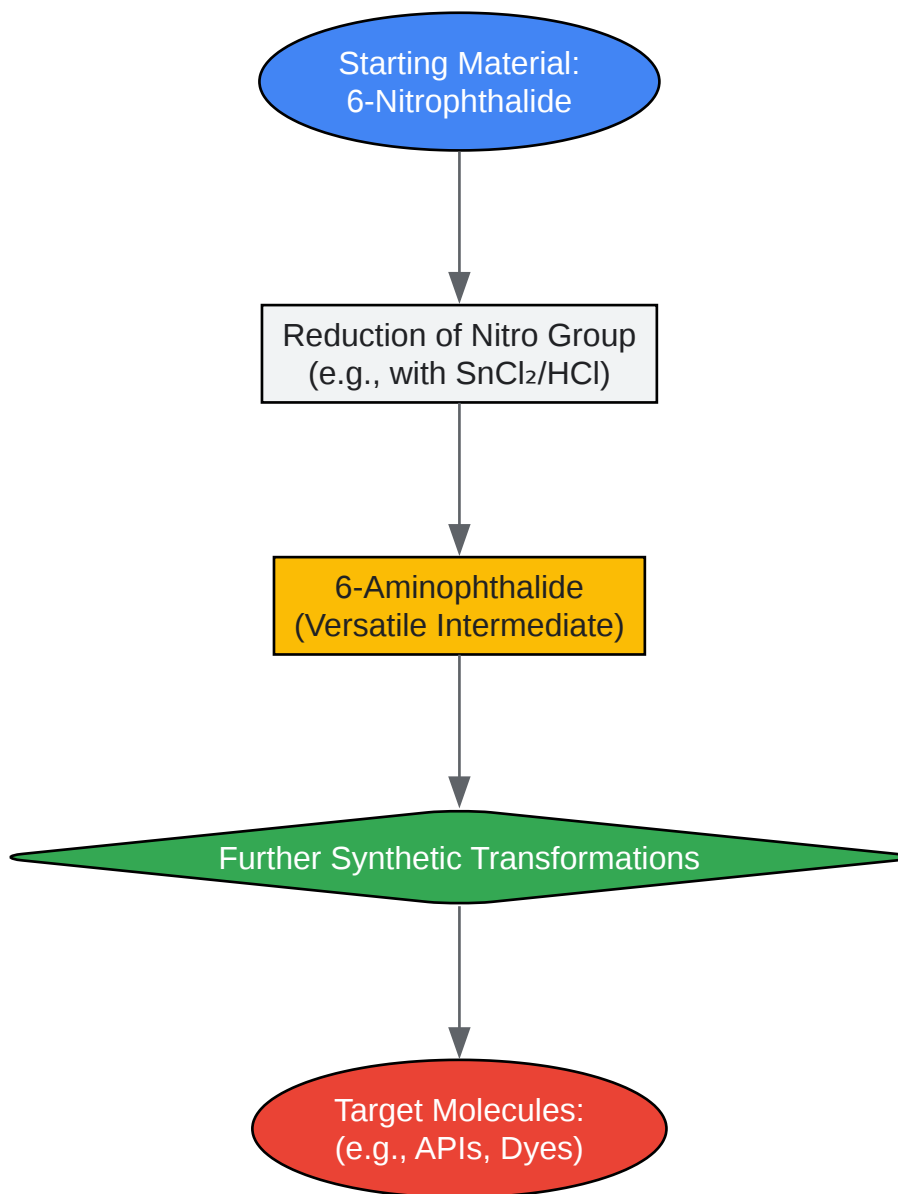 Starting Material:
6-Nitrophthalide
Reduction of Nitro Group
(e.g., with SnCl₂/HCl)
6-Aminophthalide
(Versatile Intermediate)
Further Synthetic Transformations
Target Molecules:
(e.g., APIs, Dyes)